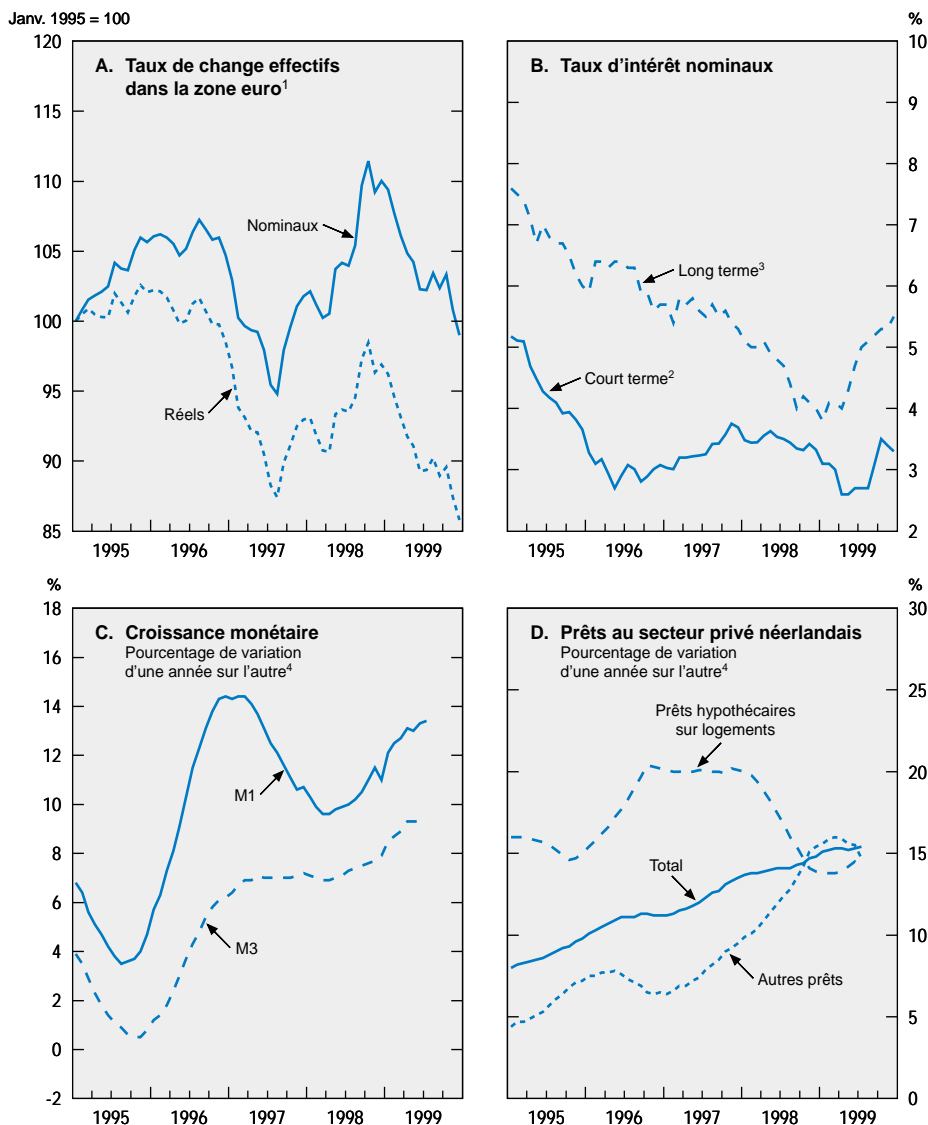 Janv. 1995 = 100
A. Taux de change effectifs
dans la zone euro¹
120
115
110
105
100
95
90
85
Nominaux
Réels
1995 1996 1997 1998 1999
%
B. Taux d'intérêt nominaux
10
9
8
7
6
5
4
3
2
Long terme³
Court terme²
1995 1996 1997 1998 1999
%
C. Croissance monétaire
Pourcentage de variation
d'une année sur l'autre⁴
18
16
14
12
10
8
6
4
2
0
-2
M1
M3
1995 1996 1997 1998 1999
%
D. Prêts au secteur privé néerlandais
Pourcentage de variation
d'une année sur l'autre⁴
30
25
20
15
10
5
0
Prêts hypothécaires
sur logements
Total
Autres prêts
1995 1996 1997 1998 1999